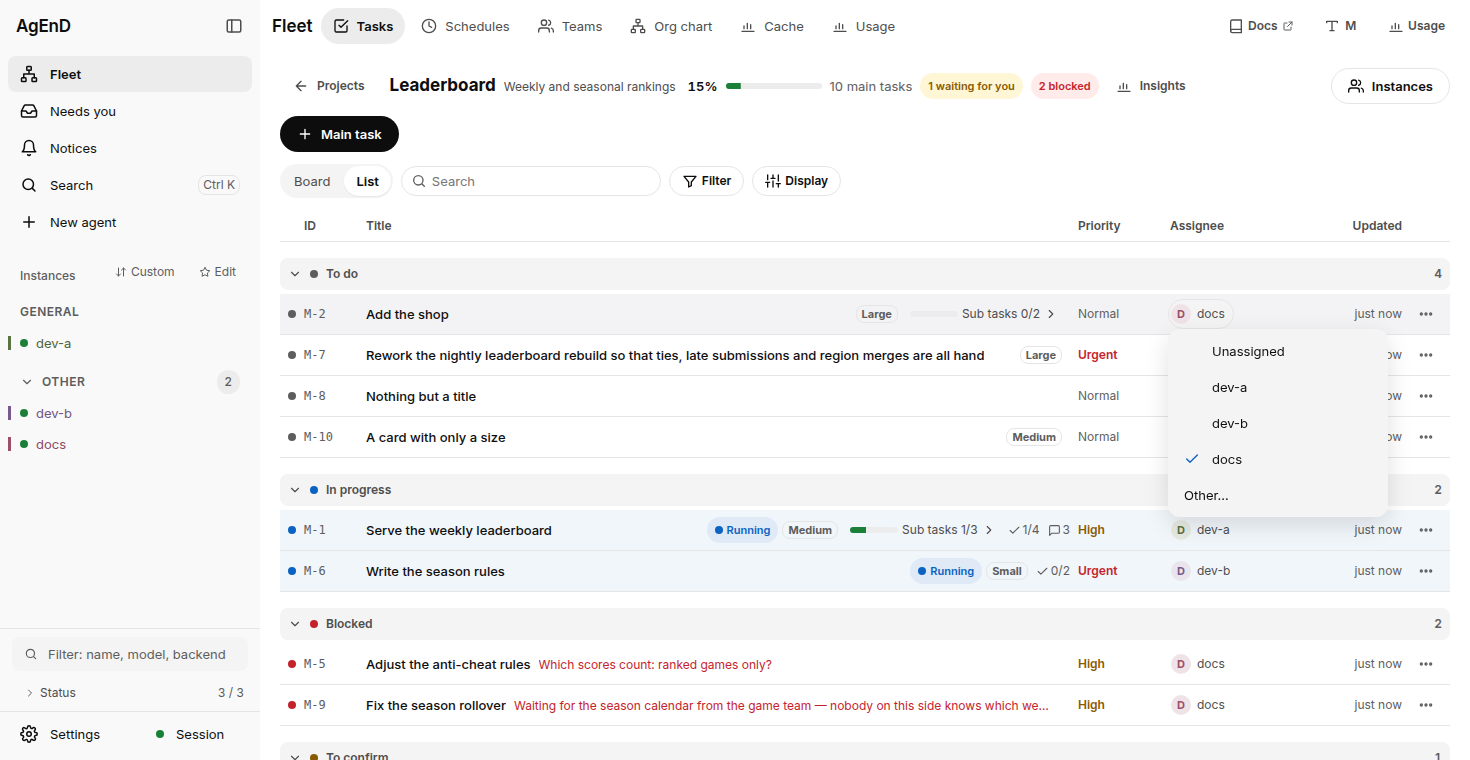 AgEnD
Fleet
Needs you
Notices
Search Ctrl K
New agent
Instances Custom Edit
GENERAL
dev-a
OTHER 2
dev-b
docs
Filter: name, model, backend
Status 3 / 3
Settings Session
Fleet Tasks Schedules Teams Org chart Cache Usage Docs M Usage
Projects Leaderboard Weekly and seasonal rankings 15% 10 main tasks 1 waiting for you 2 blocked Insights Instances
Main task
Board List Search Filter Display
ID Title Priority Assignee Updated
To do 4
M-2 Add the shop Large Sub tasks 0/2 Normal D docs just now
M-7 Rework the nightly leaderboard rebuild so that ties, late submissions and region merges are all hand Large Urgent
M-8 Nothing but a title Normal
M-10 A card with only a size Medium Normal
Unassigned
dev-a
dev-b
docs
Other...
In progress 2
M-1 Serve the weekly leaderboard Running Medium Sub tasks 1/3 1/4 3 High D dev-a just now
M-6 Write the season rules Running Small 0/2 Urgent D dev-b just now
Blocked 2
M-5 Adjust the anti-cheat rules Which scores count: ranked games only? High D docs just now
M-9 Fix the season rollover Waiting for the season calendar from the game team — nobody on this side knows which we... High D docs just now
To confirm 1